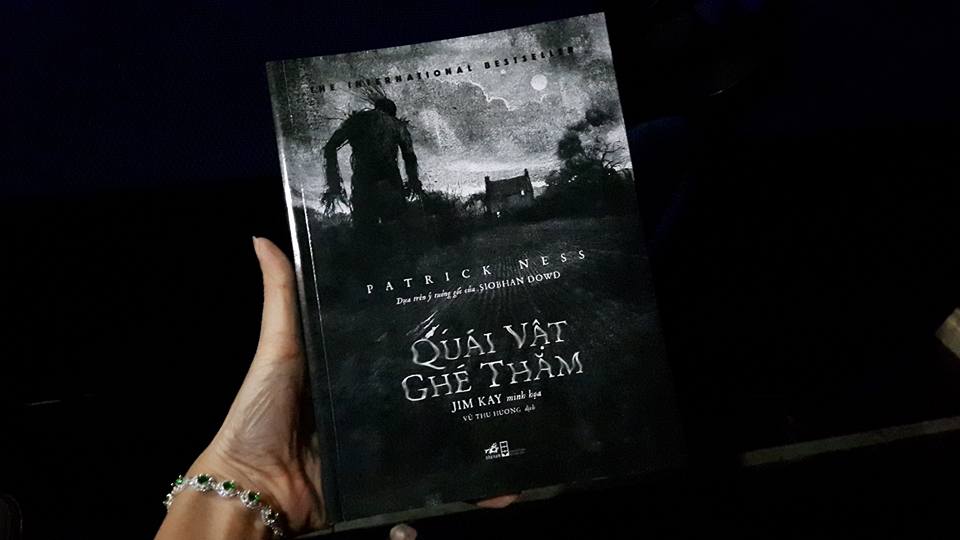 THE INTERNATIONAL BESTSELLER
PATRICK NESS
Dựa trên ý tưởng gốc của SIOBHAN DOWD
QUÁI VẬT
GHÉ THĂM
JIM KAY minh họa
VŨ THU HƯƠNG dịch